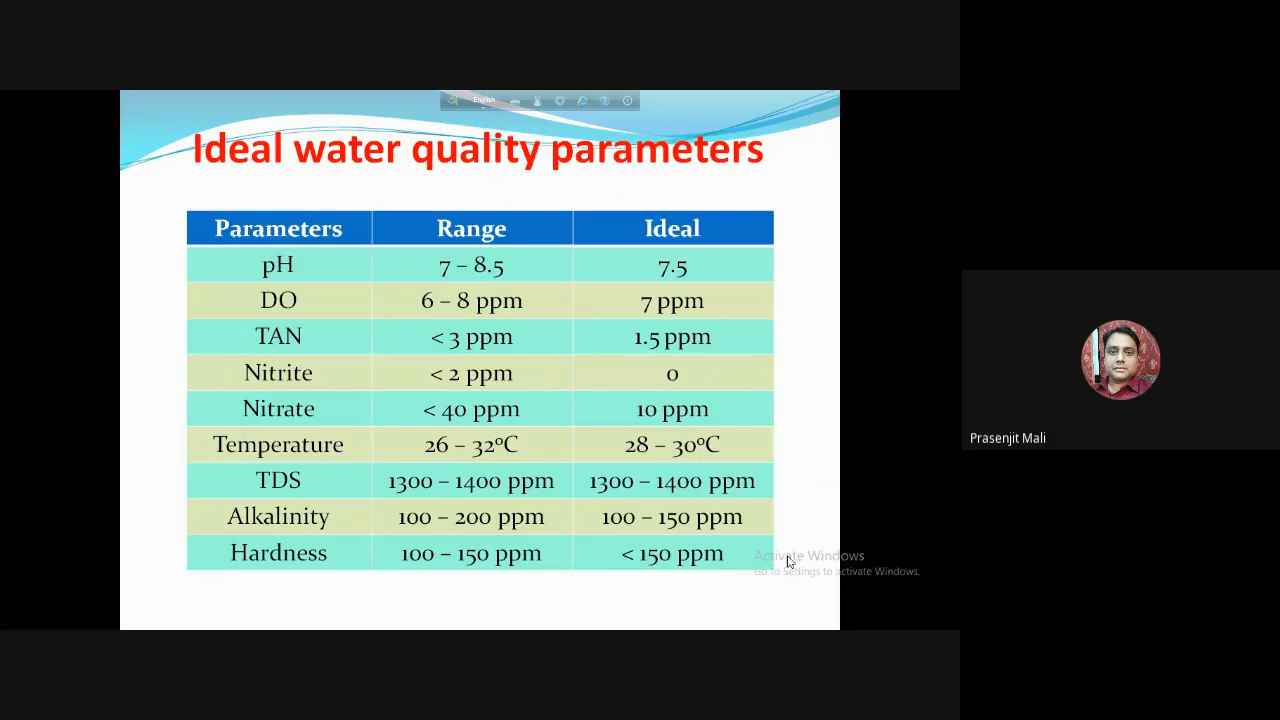 English
Ideal water quality parameters
Parameters Range Ideal
pH 7 – 8.5 7.5
DO 6 – 8 ppm 7 ppm
TAN < 3 ppm 1.5 ppm
Nitrite < 2 ppm 0
Nitrate < 40 ppm 10 ppm
Temperature 26 – 32°C 28 – 30°C
TDS 1300 – 1400 ppm 1300 – 1400 ppm
Alkalinity 100 – 200 ppm 100 – 150 ppm
Hardness 100 – 150 ppm < 150 ppm
Activate Windows
Go to Settings to activate Windows.
Prasenjit Mali